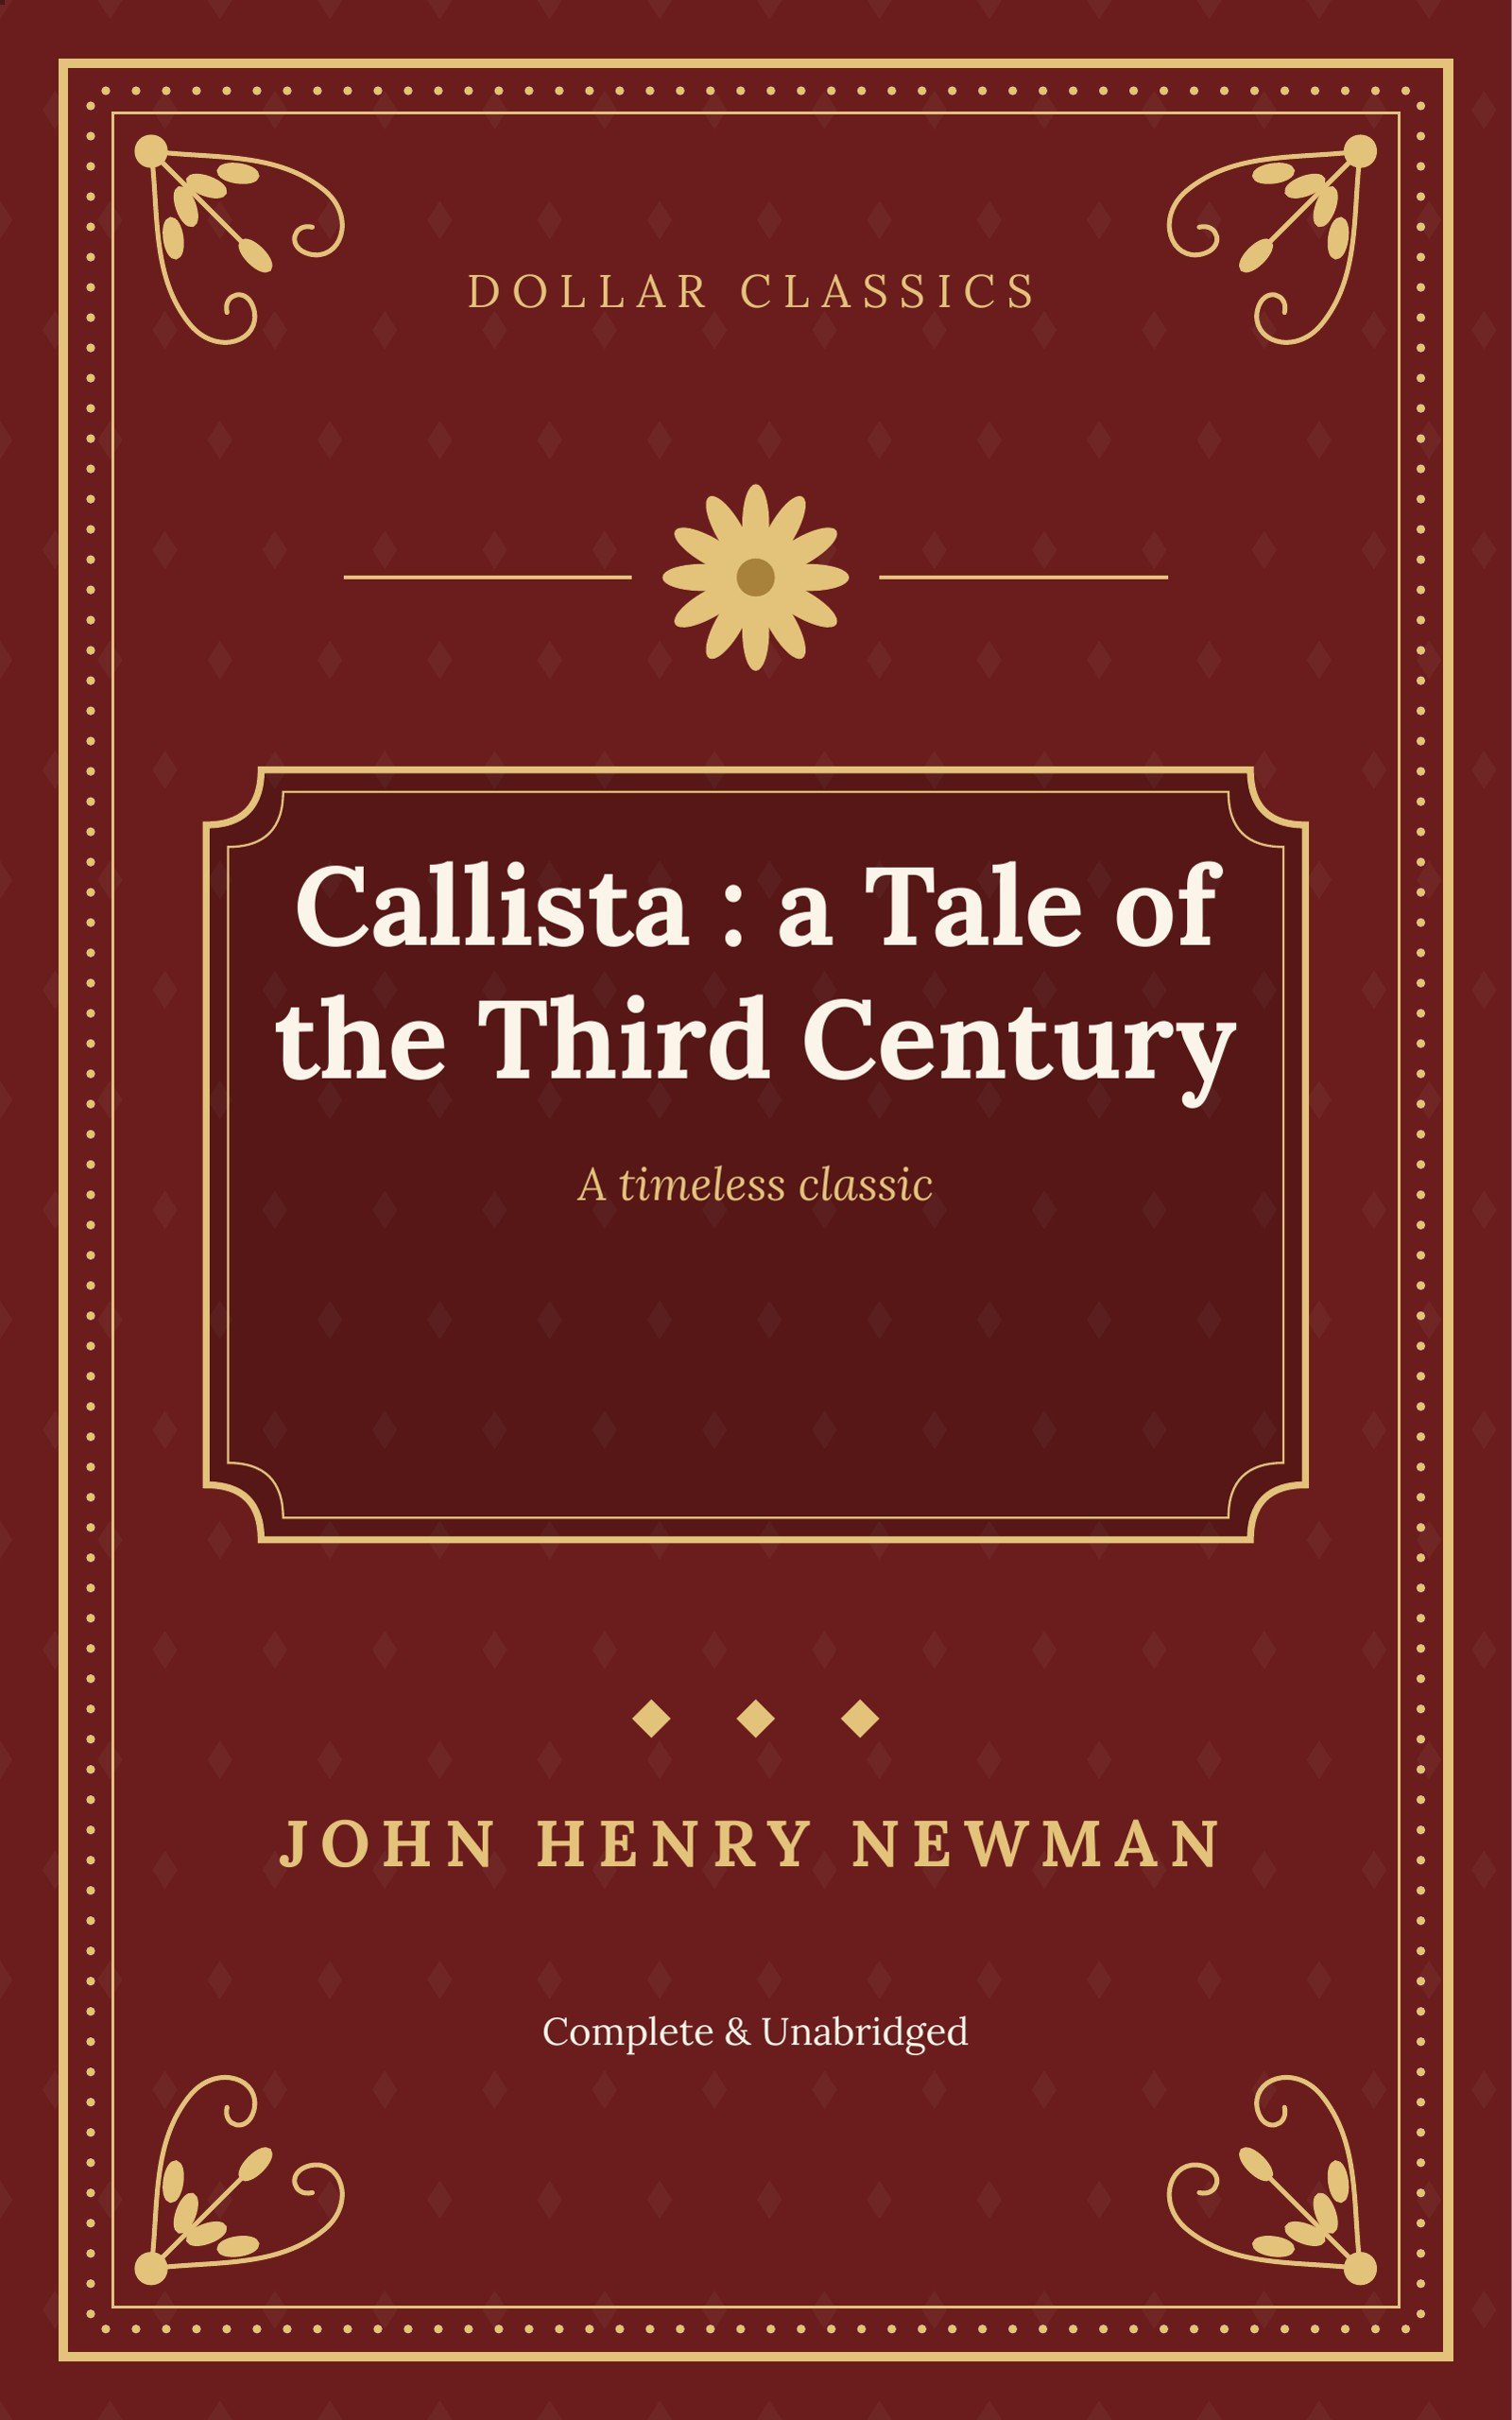 DOLLAR CLASSICS
Callista : a Tale of
the Third Century
A timeless classic
JOHN HENRY NEWMAN
Complete & Unabridged